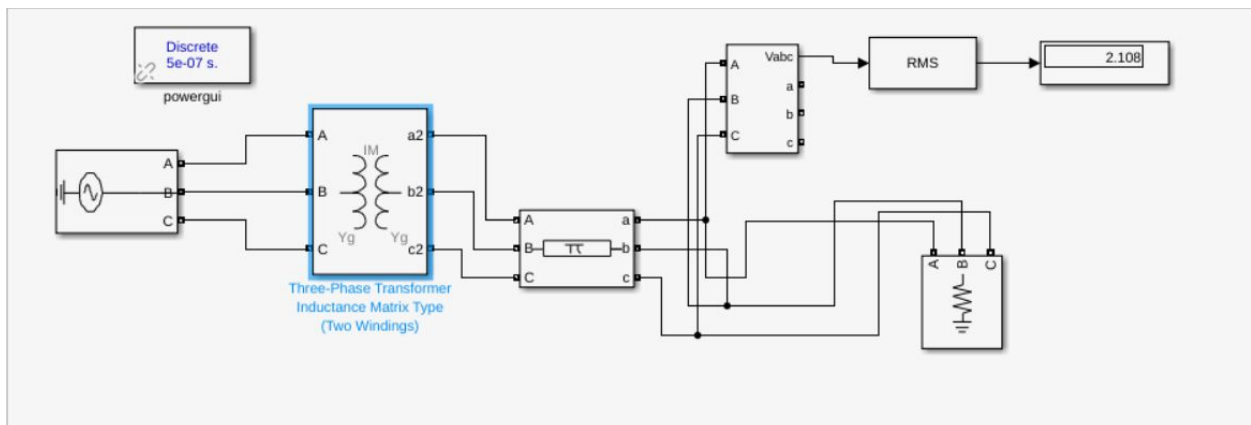 Discrete
5e-07 s.
powergui
A
B
C
A
B
C
IM
Yg
Yg
a2
b2
c2
Three-Phase Transformer
Inductance Matrix Type
(Two Windings)
A
B
C
π
a
b
c
A
B
C
Vabc
a
b
c
RMS
2.108
A
B
C